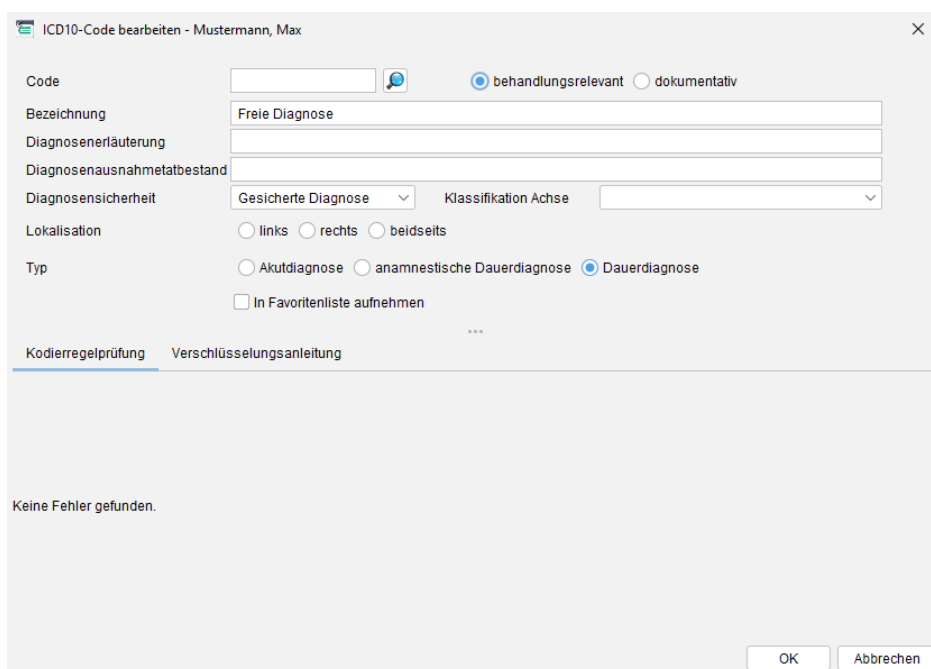 ICD10-Code bearbeiten - Mustermann, Max
Code behandlungsrelevant dokumentativ
Bezeichnung Freie Diagnose
Diagnosenerläuterung
Diagnosenausnahmetatbestand
Diagnosensicherheit Gesicherte Diagnose Klassifikation Achse
Lokalisation links rechts beidseits
Typ Akutdiagnose anamnestische Dauerdiagnose Dauerdiagnose
In Favoritenliste aufnehmen
Kodierregelprüfung Verschlüsselungsanleitung
Keine Fehler gefunden.
OK Abbrechen